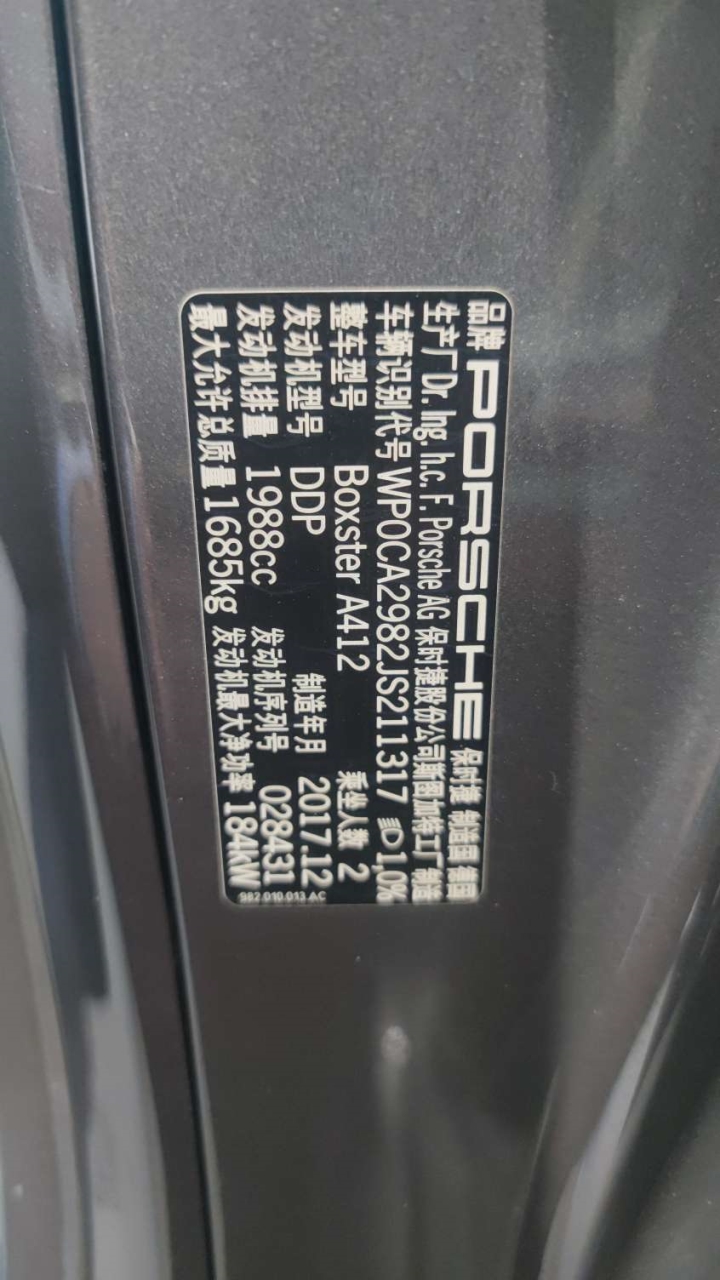 品牌 PORSCHE 保时捷 制造国 德国
生产厂 Dr. Ing. h.c. F. Porsche AG 保时捷股份公司斯图加特工厂 制造
车辆识别代号 WP0CA2982JS211317 1,0%
整车型号 Boxster A412 乘坐人数 2
发动机型号 DDP 制造年月 2017.12
发动机排量 1988cc 发动机序列号 028431
最大允许总质量 1685kg 发动机最大净功率 184kW
982.010.013.AC